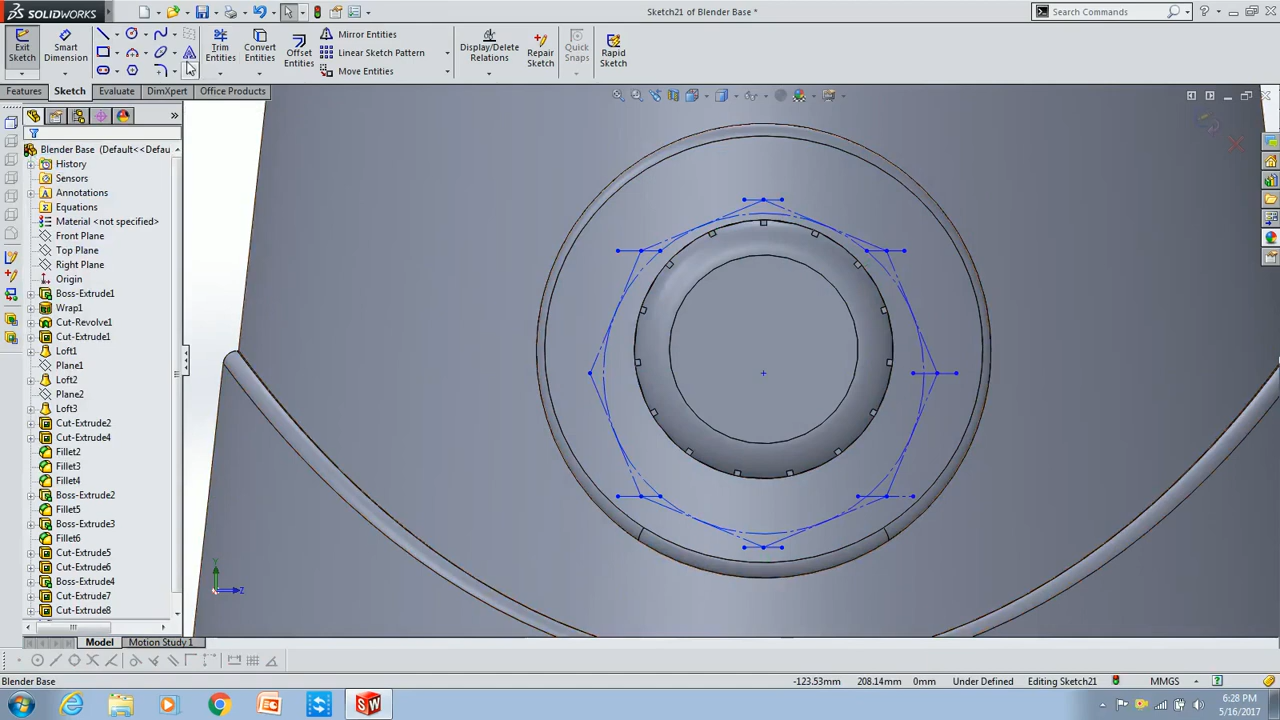 SOLIDWORKS
Sketch21 of Blender Base *
Search Commands
Exit Sketch
Smart Dimension
Trim Entities
Convert Entities
Offset Entities
Mirror Entities
Linear Sketch Pattern
Move Entities
Display/Delete Relations
Repair Sketch
Quick Snaps
Rapid Sketch
Features
Sketch
Evaluate
DimXpert
Office Products
Blender Base (Default<<Defau
History
Sensors
Annotations
Equations
Material <not specified>
Front Plane
Top Plane
Right Plane
Origin
Boss-Extrude1
Wrap1
Cut-Revolve1
Cut-Extrude1
Loft1
Plane1
Loft2
Plane2
Loft3
Cut-Extrude2
Cut-Extrude4
Fillet2
Fillet3
Fillet4
Boss-Extrude2
Fillet5
Boss-Extrude3
Fillet6
Cut-Extrude5
Cut-Extrude6
Boss-Extrude4
Cut-Extrude7
Cut-Extrude8
Y
Z
Model
Motion Study 1
Blender Base
-123.53mm
208.14mm
0mm
Under Defined
Editing Sketch21
MMGS
6:28 PM
5/16/2017